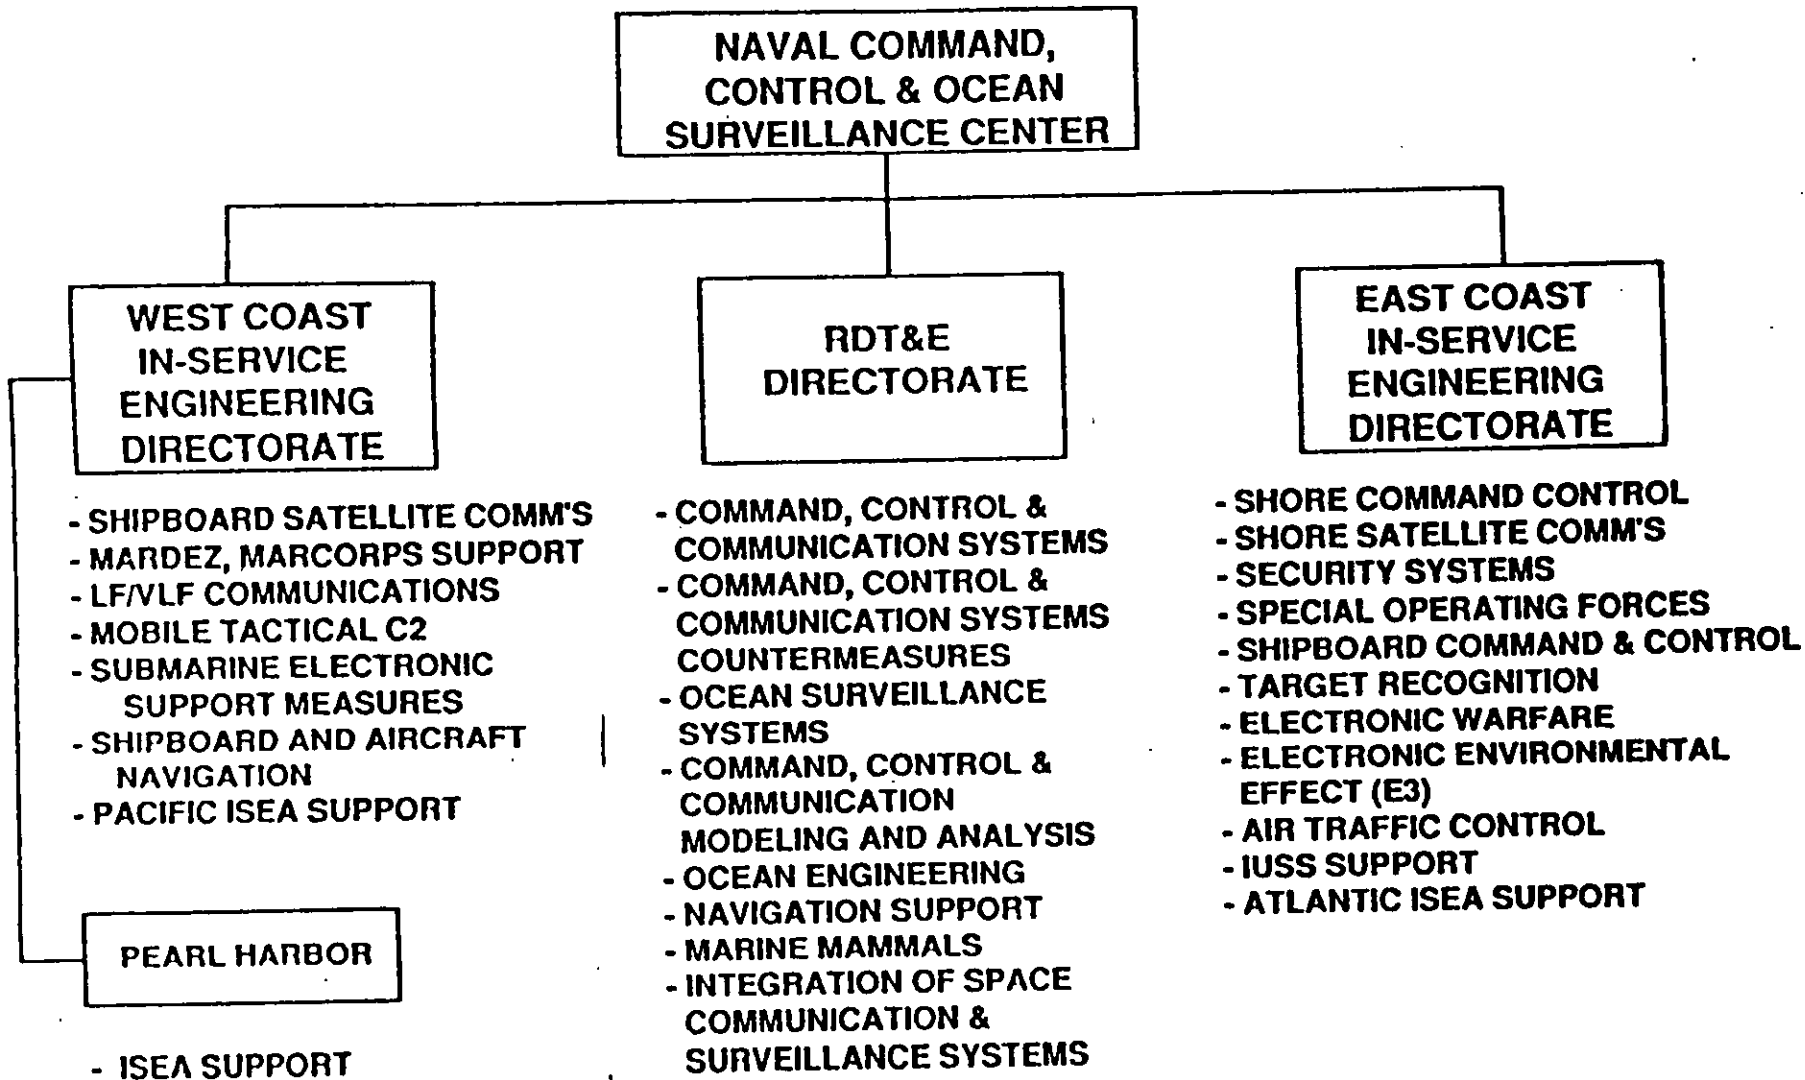 NAVAL COMMAND,
CONTROL & OCEAN
SURVEILLANCE CENTER
WEST COAST
IN-SERVICE
ENGINEERING
DIRECTORATE
- SHIPBOARD SATELLITE COMM'S
- MARDEZ, MARCORPS SUPPORT
- LF/VLF COMMUNICATIONS
- MOBILE TACTICAL C2
- SUBMARINE ELECTRONIC
SUPPORT MEASURES
- SHIPBOARD AND AIRCRAFT
NAVIGATION
- PACIFIC ISEA SUPPORT
PEARL HARBOR
- ISEA SUPPORT
RDT&E
DIRECTORATE
- COMMAND, CONTROL &
COMMUNICATION SYSTEMS
- COMMAND, CONTROL &
COMMUNICATION SYSTEMS
COUNTERMEASURES
- OCEAN SURVEILLANCE
SYSTEMS
- COMMAND, CONTROL &
COMMUNICATION
MODELING AND ANALYSIS
- OCEAN ENGINEERING
- NAVIGATION SUPPORT
- MARINE MAMMALS
- INTEGRATION OF SPACE
COMMUNICATION &
SURVEILLANCE SYSTEMS
EAST COAST
IN-SERVICE
ENGINEERING
DIRECTORATE
- SHORE COMMAND CONTROL
- SHORE SATELLITE COMM'S
- SECURITY SYSTEMS
- SPECIAL OPERATING FORCES
- SHIPBOARD COMMAND & CONTROL
- TARGET RECOGNITION
- ELECTRONIC WARFARE
- ELECTRONIC ENVIRONMENTAL
EFFECT (E3)
- AIR TRAFFIC CONTROL
- IUSS SUPPORT
- ATLANTIC ISEA SUPPORT